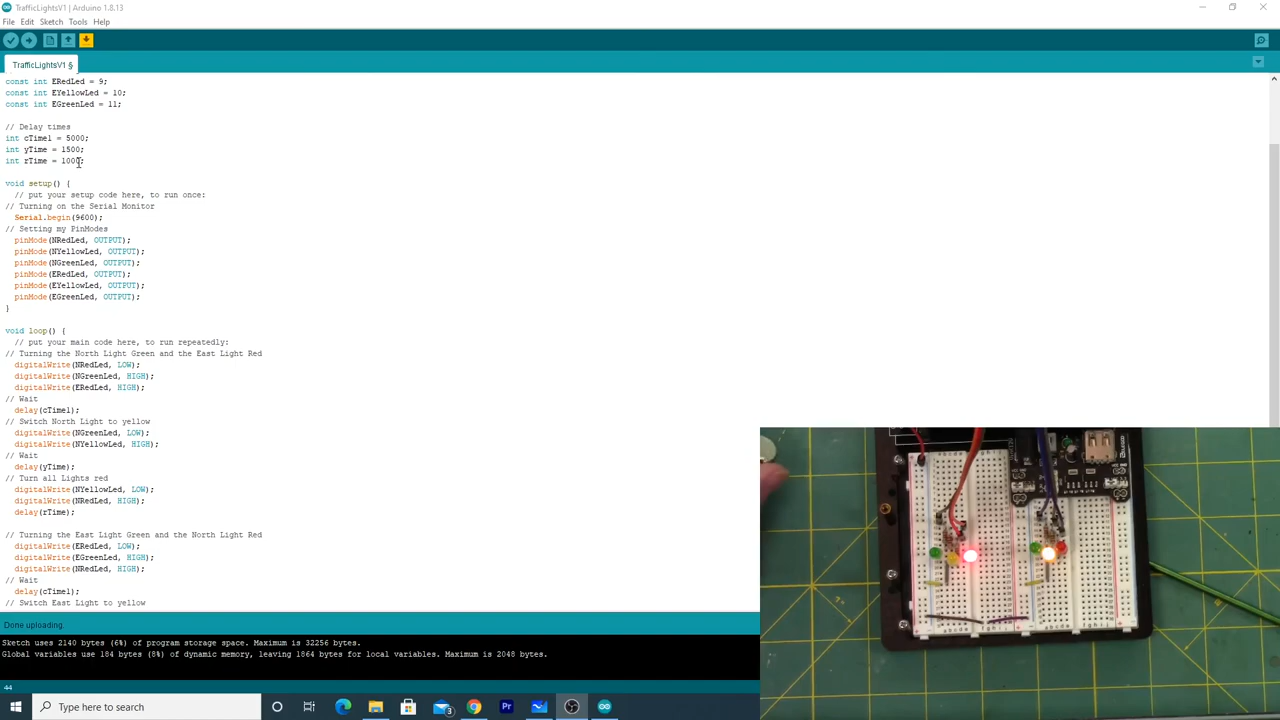 TrafficLightsV1 | Arduino 1.8.13
File Edit Sketch Tools Help
TrafficLightsV1 §
const int ERedLed = 9;
const int EYellowLed = 10;
const int EGreenLed = 11;
// Delay times
int cTime1 = 5000;
int yTime = 1500;
int rTime = 1000;
void setup() {
// put your setup code here, to run once:
// Turning on the Serial Monitor
Serial.begin(9600);
// Setting my PinModes
pinMode(NRedLed, OUTPUT);
pinMode(NYellowLed, OUTPUT);
pinMode(NGreenLed, OUTPUT);
pinMode(ERedLed, OUTPUT);
pinMode(EYellowLed, OUTPUT);
pinMode(EGreenLed, OUTPUT);
}
void loop() {
// put your main code here, to run repeatedly:
// Turning the North Light Green and the East Light Red
digitalWrite(NRedLed, LOW);
digitalWrite(NGreenLed, HIGH);
digitalWrite(ERedLed, HIGH);
// Wait
delay(cTime1);
// Switch North Light to yellow
digitalWrite(NGreenLed, LOW);
digitalWrite(NYellowLed, HIGH);
// Wait
delay(yTime);
// Turn all Lights red
digitalWrite(NYellowLed, LOW);
digitalWrite(NRedLed, HIGH);
delay(rTime);
// Turning the East Light Green and the North Light Red
digitalWrite(ERedLed, LOW);
digitalWrite(EGreenLed, HIGH);
digitalWrite(NRedLed, HIGH);
// Wait
delay(cTime1);
// Switch East Light to yellow
Done uploading.
Sketch uses 2140 bytes (6%) of program storage space. Maximum is 32256 bytes.
Global variables use 184 bytes (8%) of dynamic memory, leaving 1864 bytes for local variables. Maximum is 2048 bytes.
44
Type here to search
3
Pr